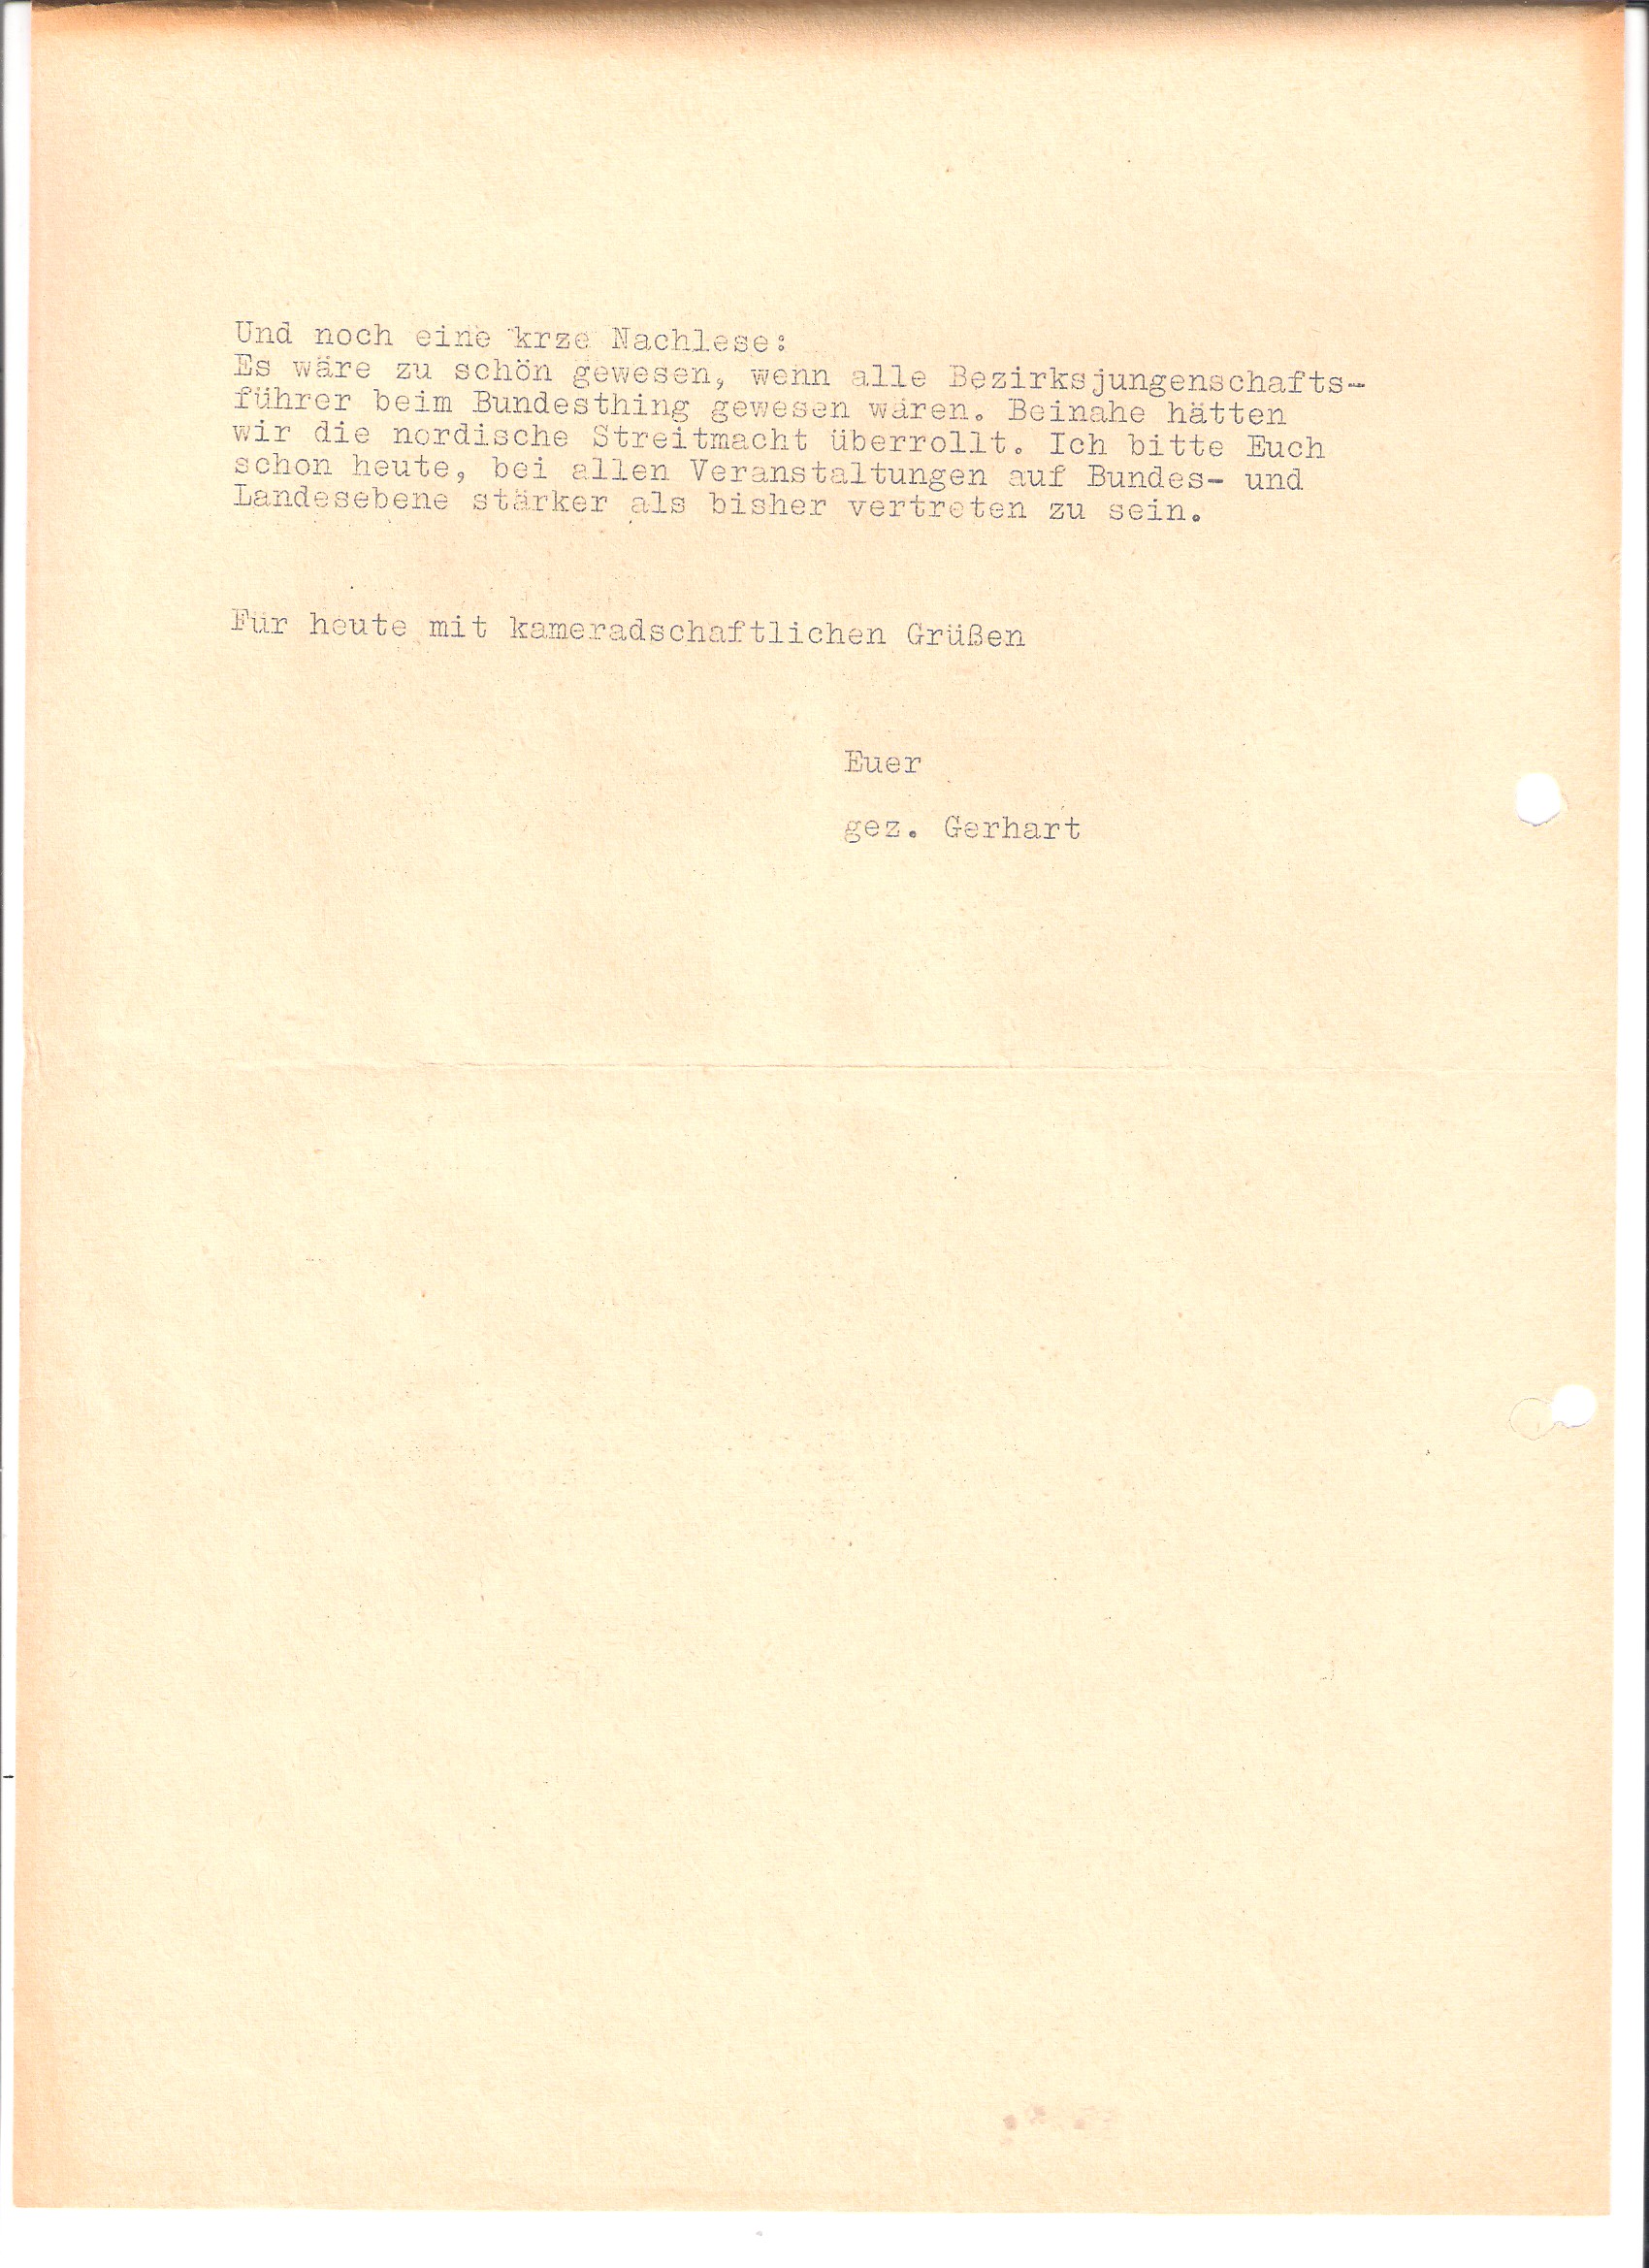 Und noch eine krze Nachlese:
Es wäre zu schön gewesen, wenn alle Bezirksjungenschafts-
führer beim Bundesthing gewesen wären. Beinahe hätten
wir die nordische Streitmacht überrollt. Ich bitte Euch
schon heute, bei allen Veranstaltungen auf Bundes- und
Landesebene stärker als bisher vertreten zu sein.
Für heute mit kameradschaftlichen Grüßen
Euer
gez. Gerhart